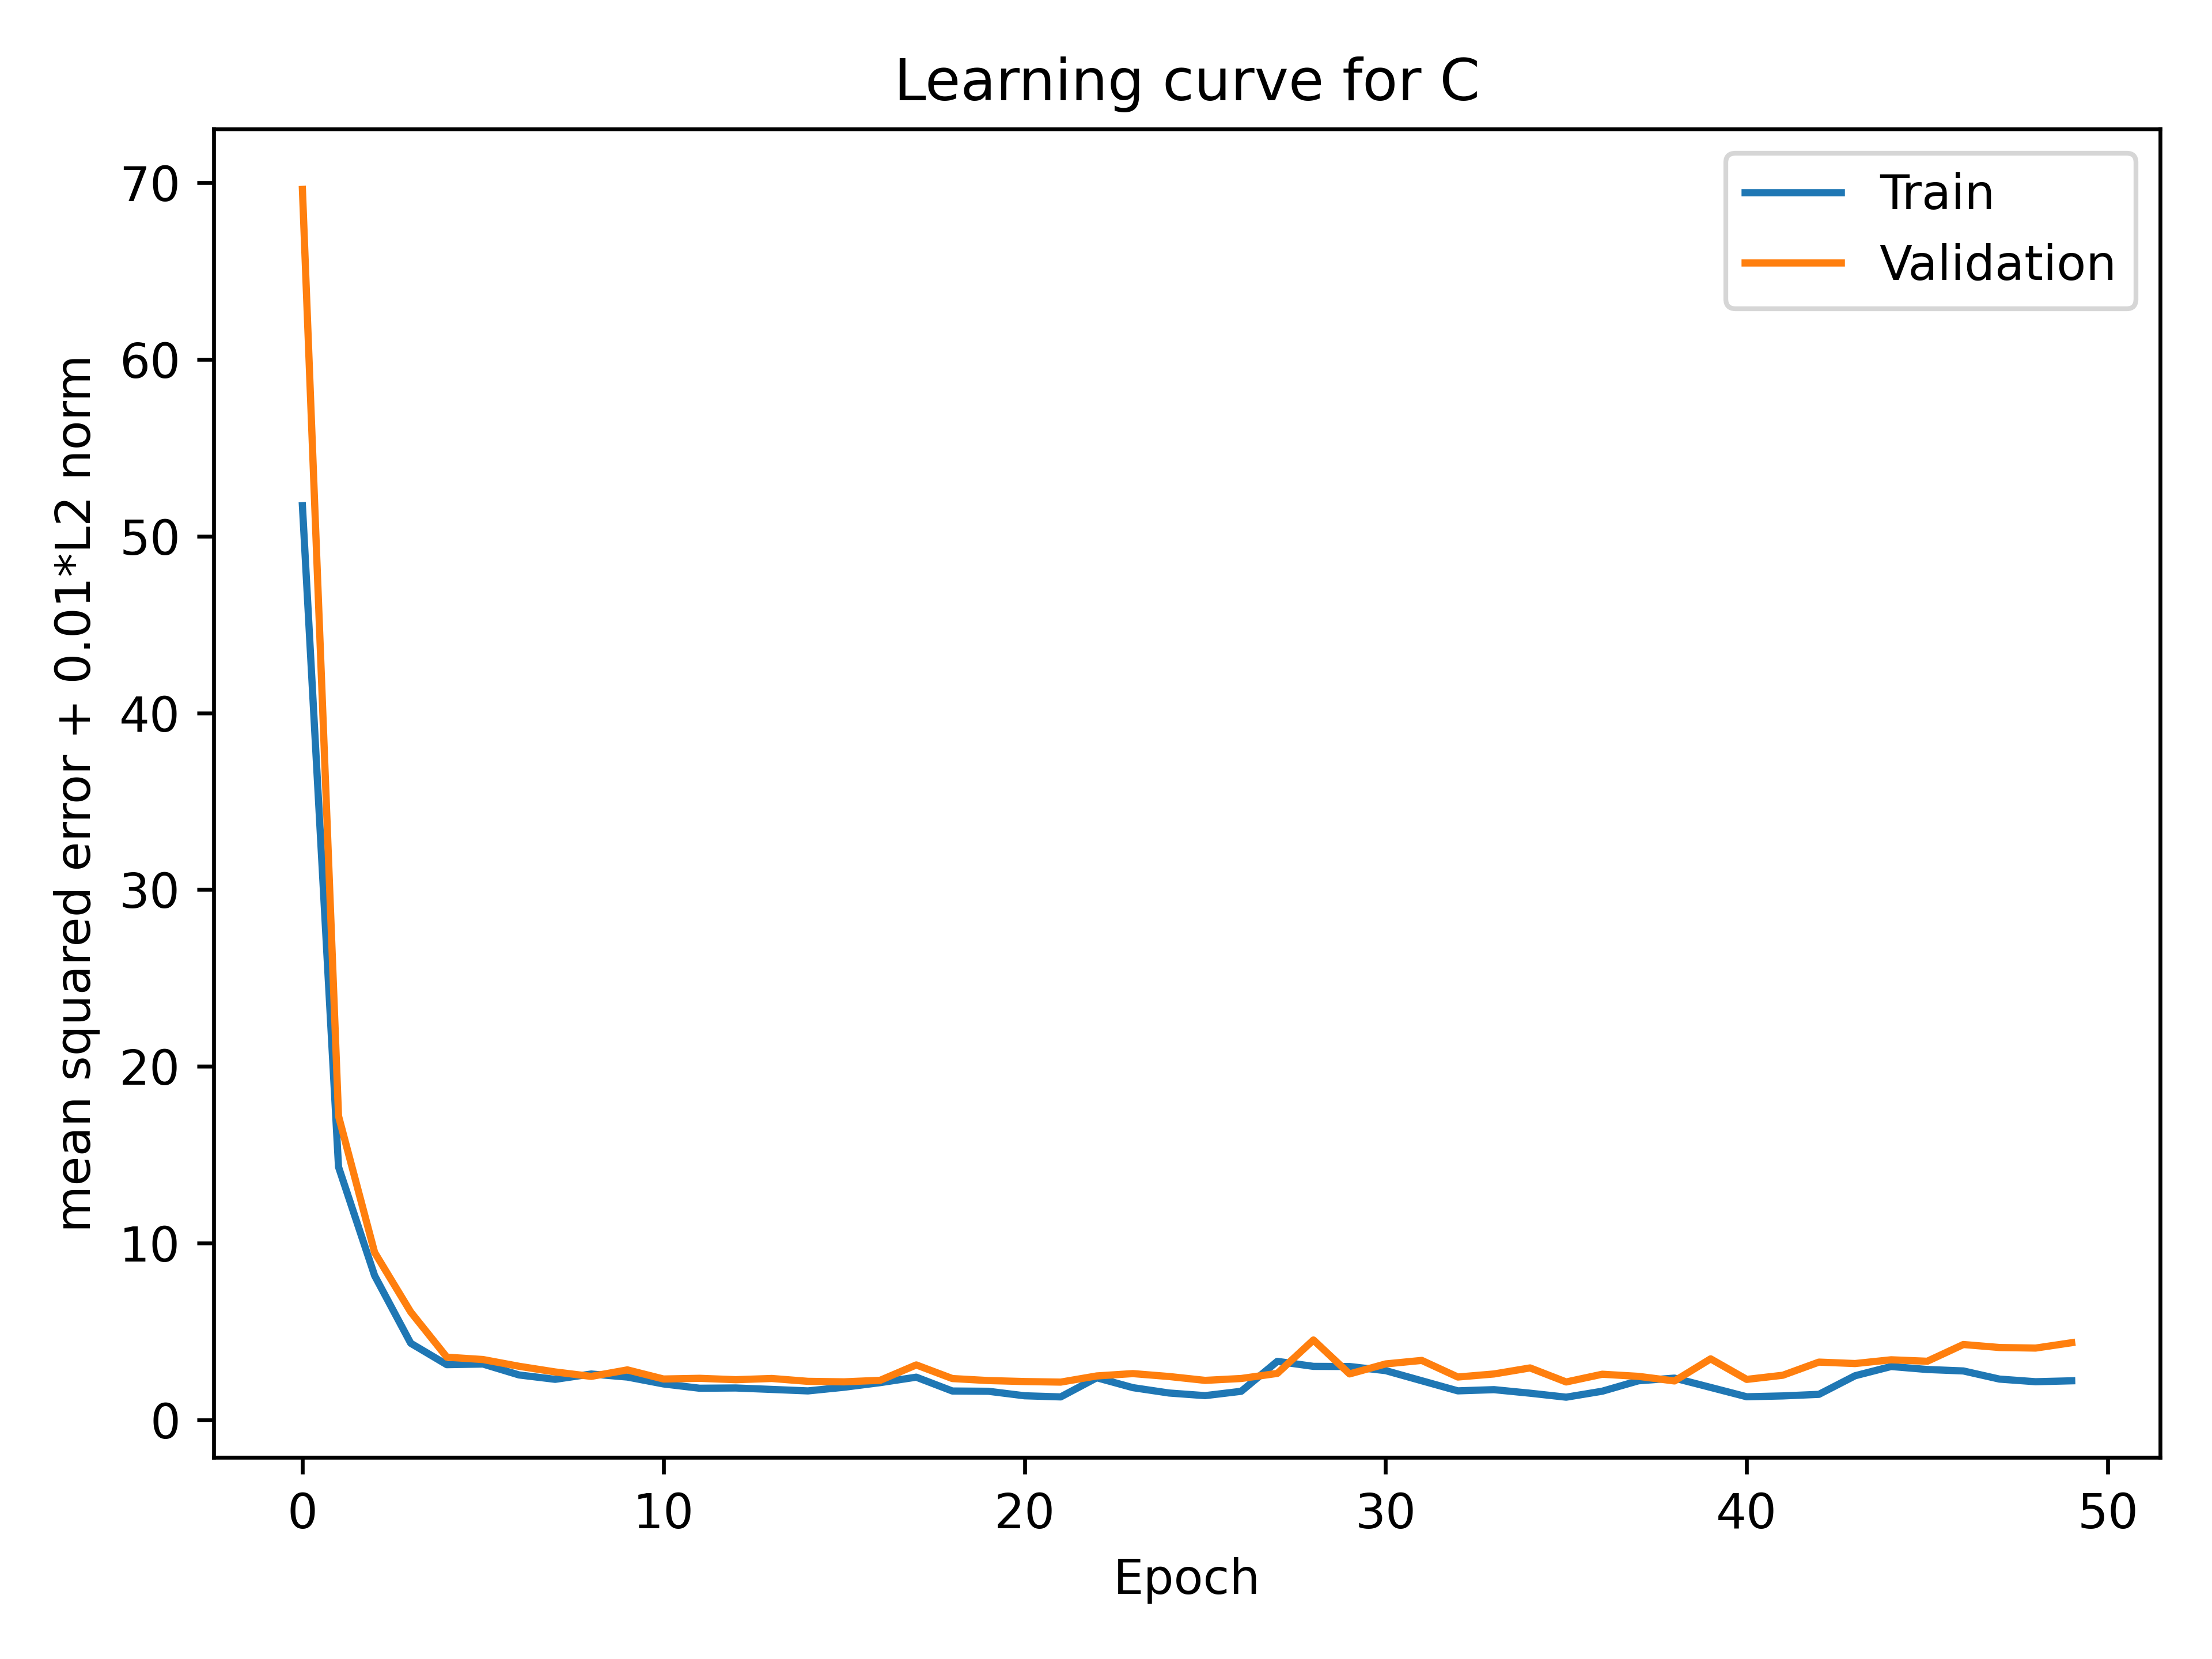 Learning curve for C
Train
Validation
mean squared error + 0.01*L2 norm
70
60
50
40
30
20
10
0
0 10 20 30 40 50
Epoch